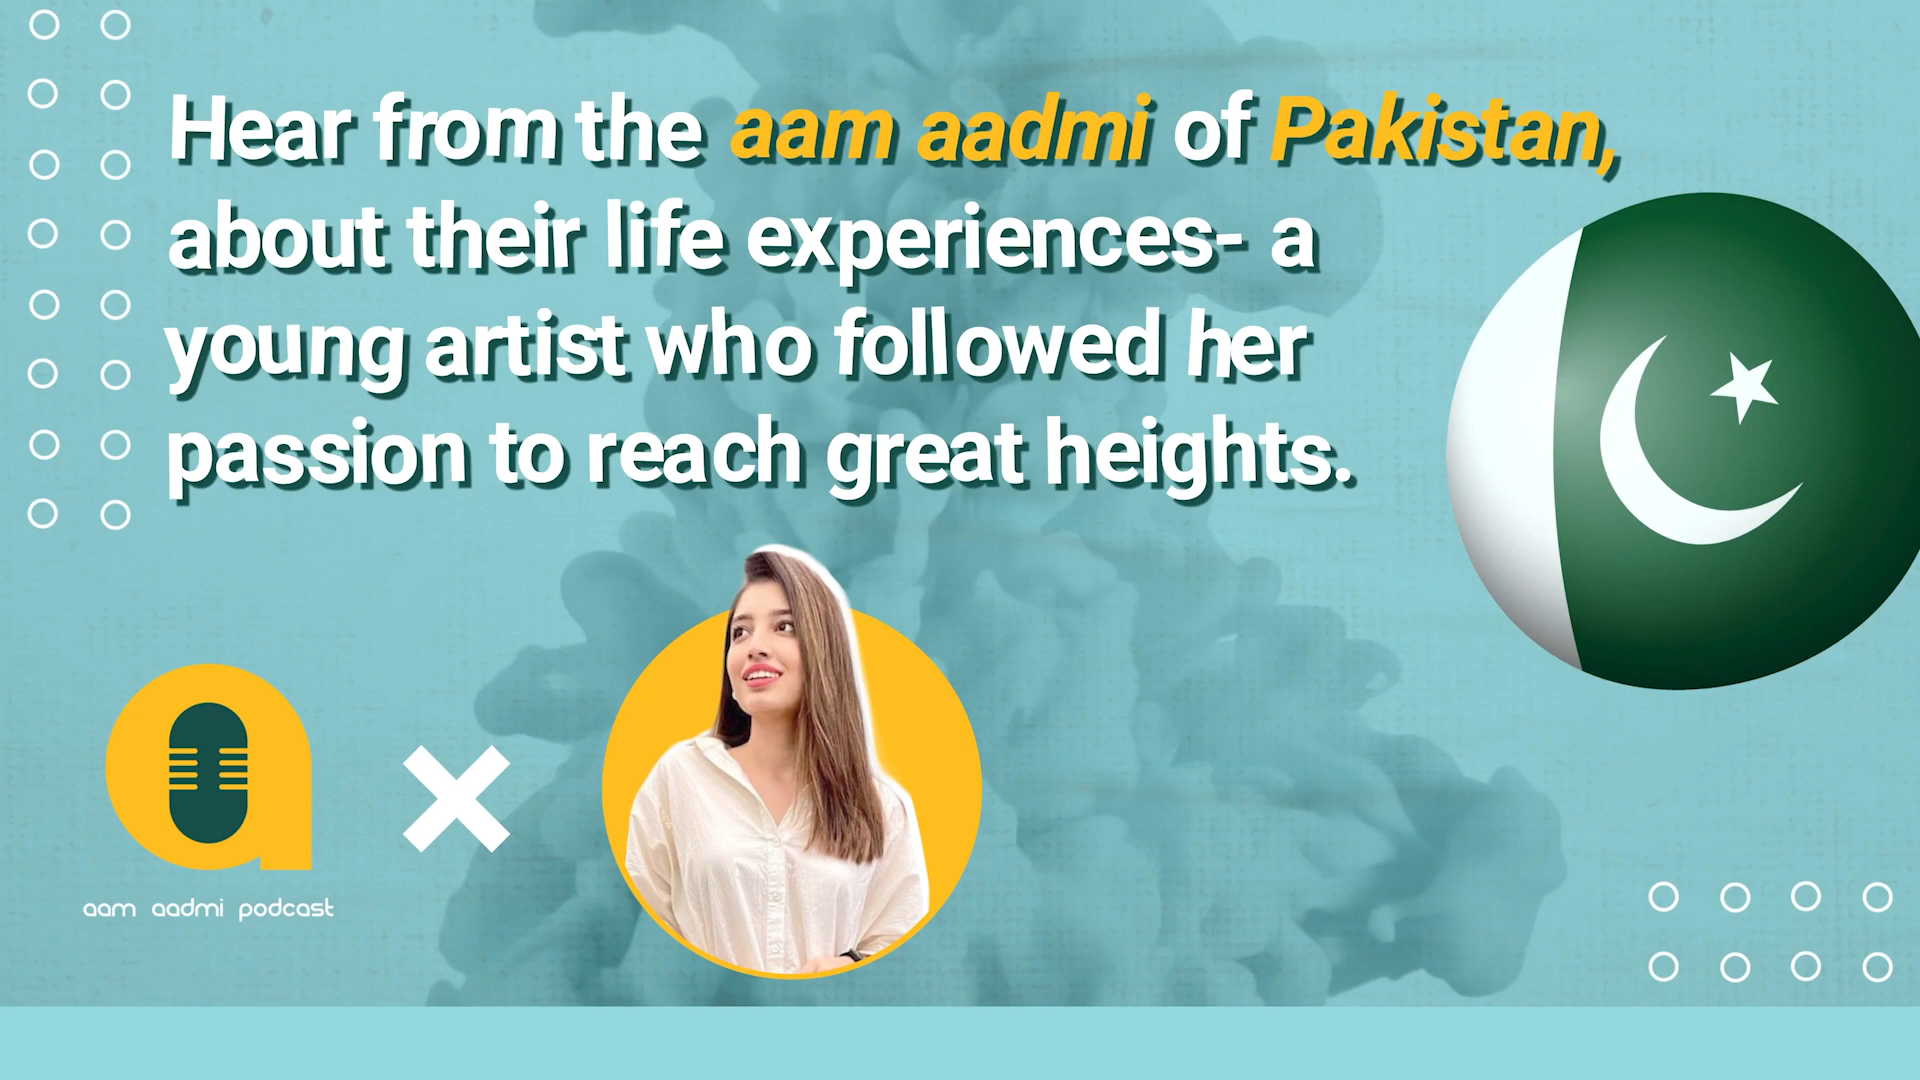 Hear from the aam aadmi of Pakistan,
about their life experiences- a
young artist who followed her
passion to reach great heights.
aam aadmi podcast